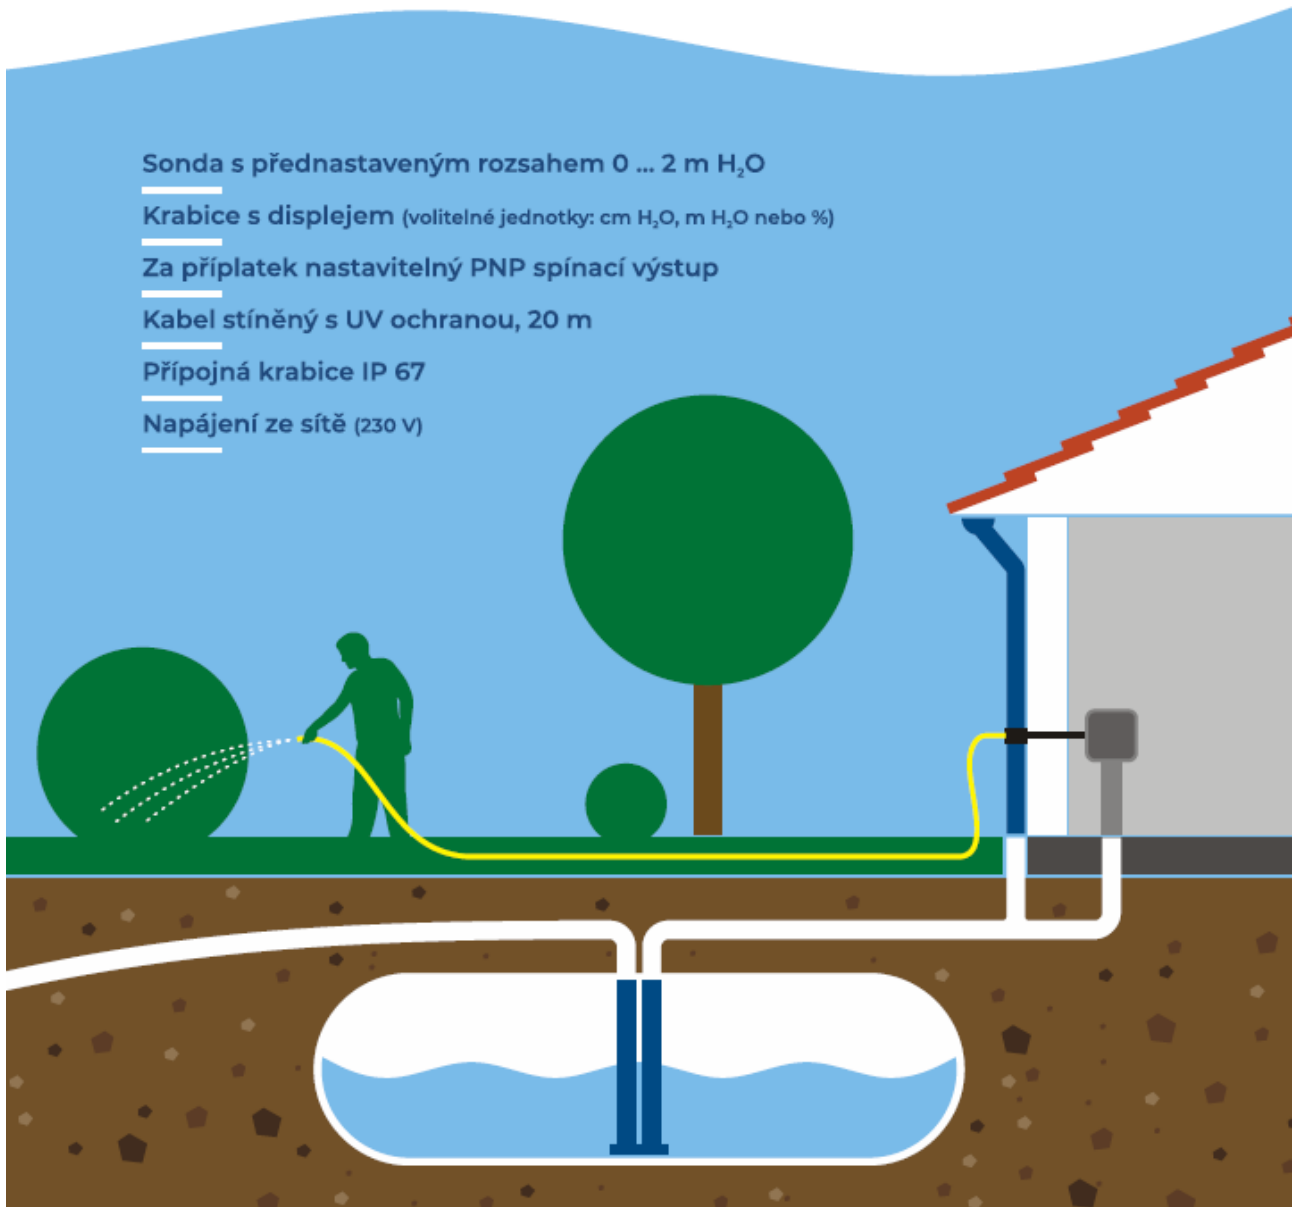 Sonda s přednastaveným rozsahem 0 ... 2 m H₂O
Krabice s displejem (volitelné jednotky: cm H₂O, m H₂O nebo %)
Za příplatek nastavitelný PNP spínací výstup
Kabel stíněný s UV ochranou, 20 m
Přípojná krabice IP 67
Napájení ze sítě (230 V)